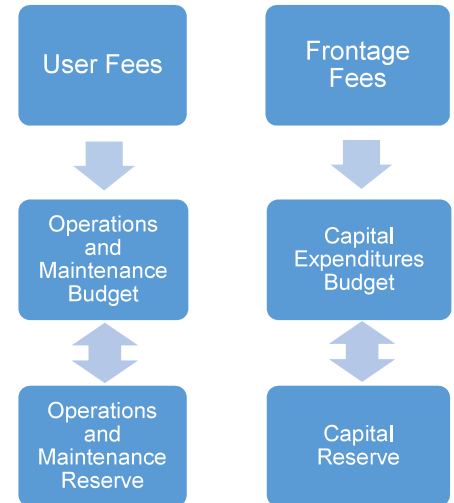 User Fees
Frontage
Fees
Operations
and
Maintenance
Budget
Capital
Expenditures
Budget
Operations
and
Maintenance
Reserve
Capital
Reserve